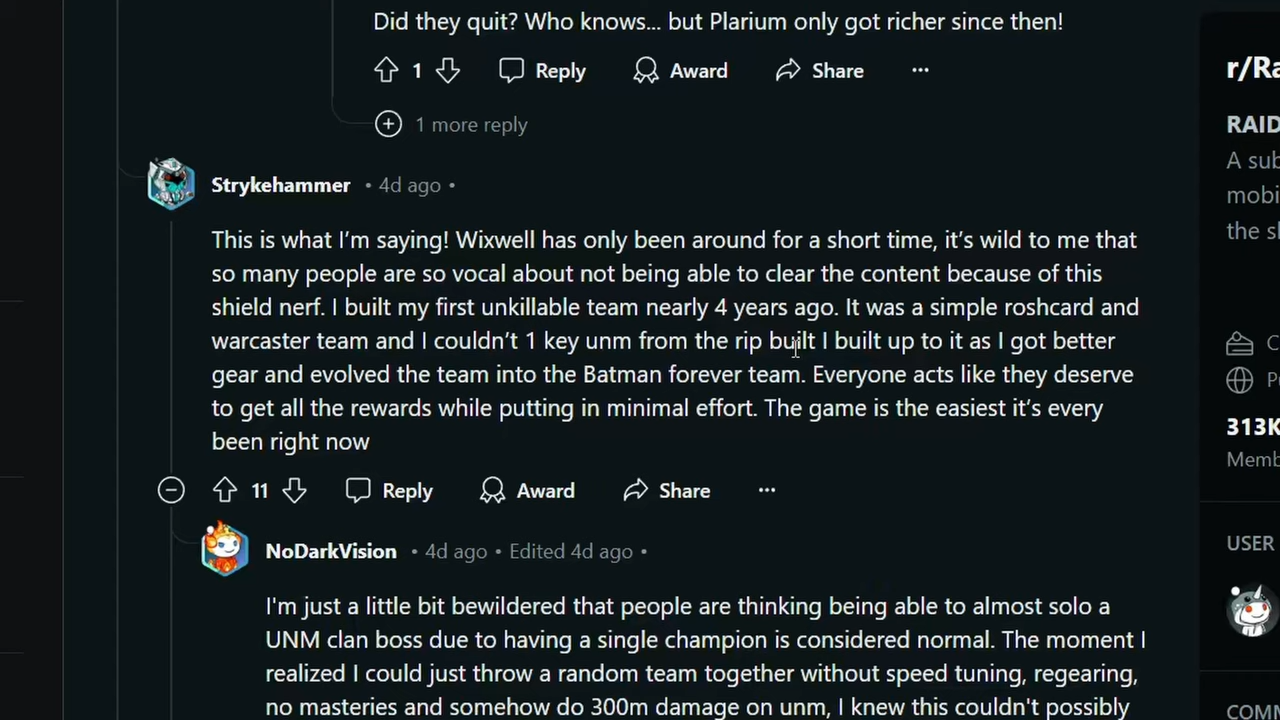 Did they quit? Who knows... but Plarium only got richer since then!
1 Reply Award Share ...
1 more reply
r/Ra
RAID
A sub
mobi
the sl
Strykehammer • 4d ago •
This is what I’m saying! Wixwell has only been around for a short time, it’s wild to me that
so many people are so vocal about not being able to clear the content because of this
shield nerf. I built my first unkillable team nearly 4 years ago. It was a simple roshcard and
warcaster team and I couldn’t 1 key unm from the rip built I built up to it as I got better
gear and evolved the team into the Batman forever team. Everyone acts like they deserve
to get all the rewards while putting in minimal effort. The game is the easiest it’s every
been right now
11 Reply Award Share ...
C
P
313K
Memb
NoDarkVision • 4d ago • Edited 4d ago •
I'm just a little bit bewildered that people are thinking being able to almost solo a
UNM clan boss due to having a single champion is considered normal. The moment I
realized I could just throw a random team together without speed tuning, regearing,
no masteries and somehow do 300m damage on unm, I knew this couldn't possibly
USER
COM